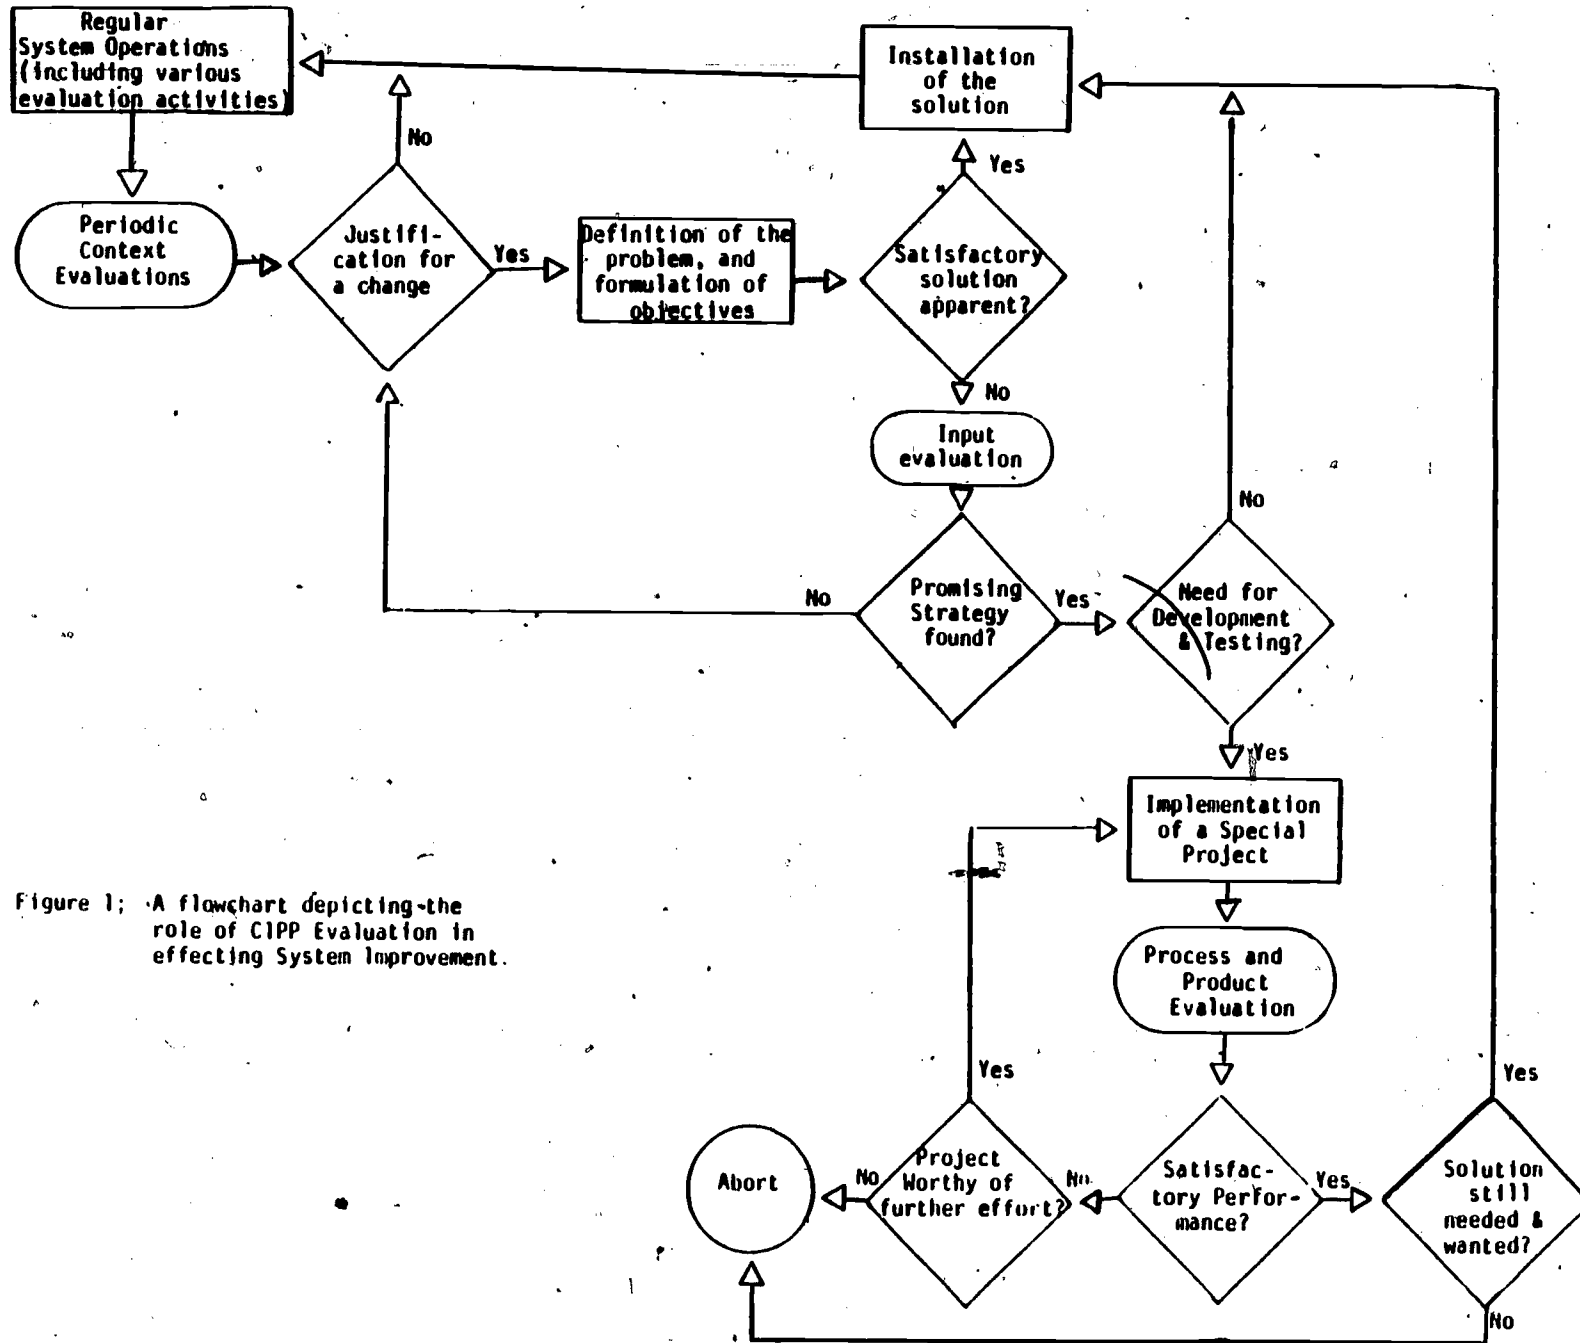 Regular
System Operations
(including various
evaluation activities)
Installation
of the
solution
No
Yes
Periodic
Context
Evaluations
Justifi-
cation for
a change
Yes
Definition of the
problem, and
formulation of
objectives
Satisfactory
solution
apparent?
No
Input
evaluation
No
Promising
Strategy
found?
No
Yes
Need for
Development
& Testing?
Yes
Implementation
of a Special
Project
Figure 1; A flowchart depicting the
role of CIPP Evaluation in
effecting System Improvement.
Process and
Product
Evaluation
Yes
Yes
Abort
No
Project
Worthy of
further effort?
No
Satisfac-
tory Perfor-
mance?
Yes
Solution
still
needed &
wanted?
No